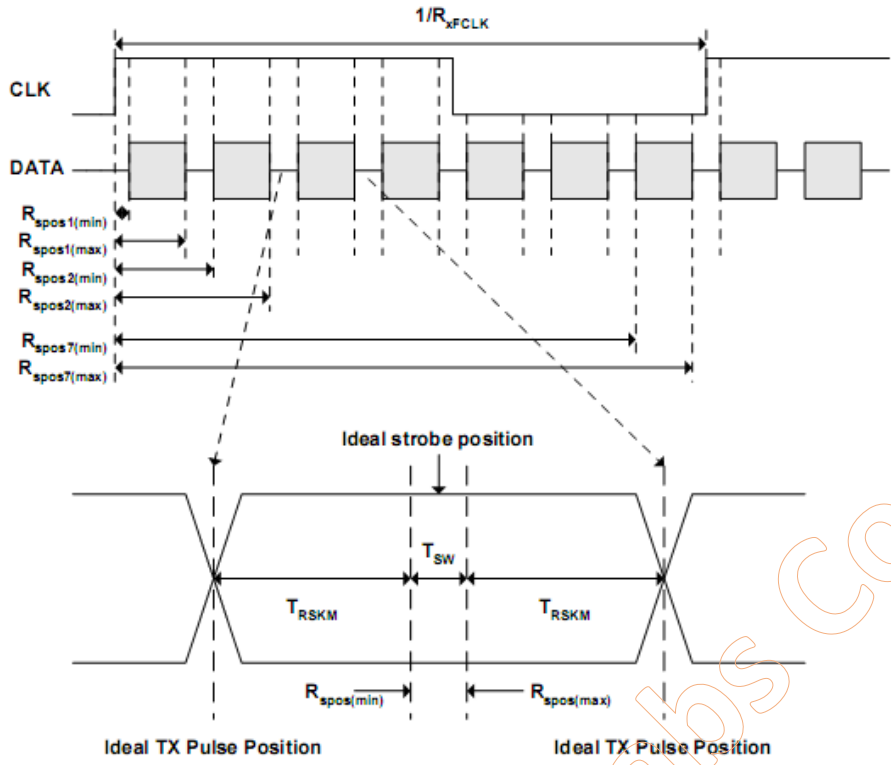 1/RxFCLK
CLK
DATA
Rspos1(min)
Rspos1(max)
Rspos2(min)
Rspos2(max)
Rspos7(min)
Rspos7(max)
Ideal strobe position
TSW
TRSKM TRSKM
Rspos(min) Rspos(max)
Ideal TX Pulse Position Ideal TX Pulse Position